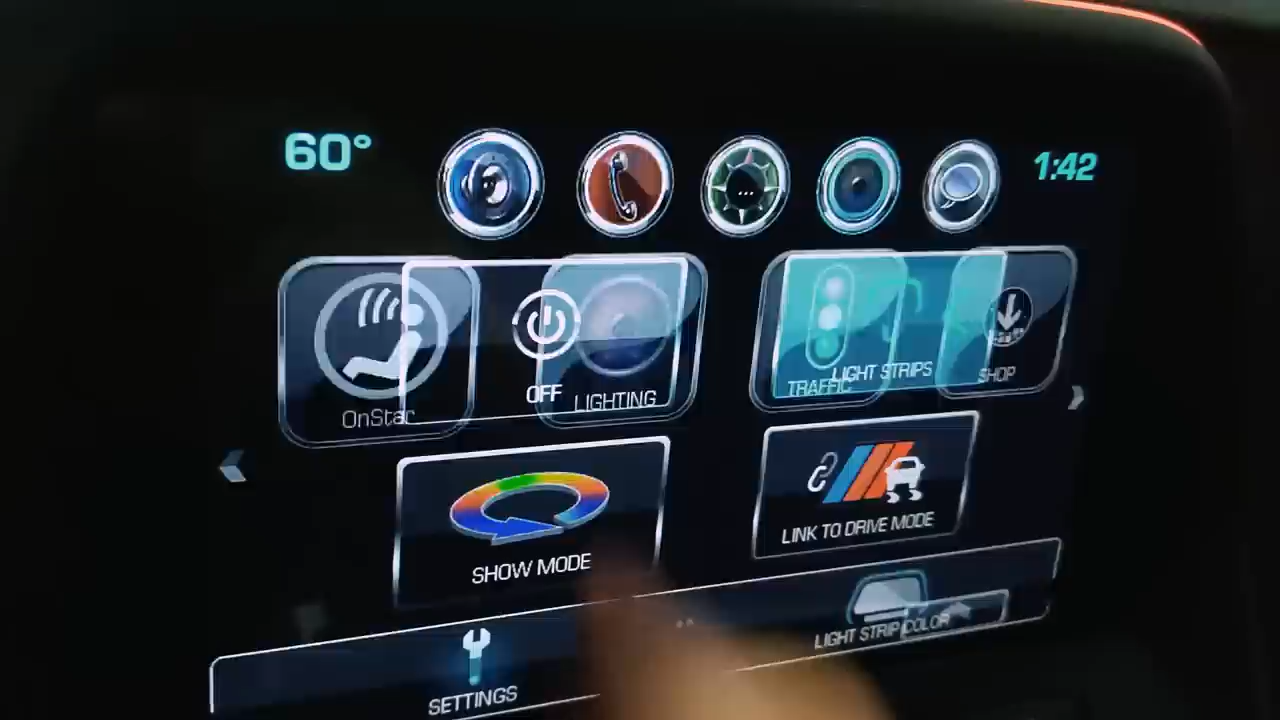 60°
1:42
OnStar
OFF
LIGHTING
TRAFFIC
LIGHT STRIPS
SHOP
SHOW MODE
LINK TO DRIVE MODE
SETTINGS
LIGHT STRIP COLOR